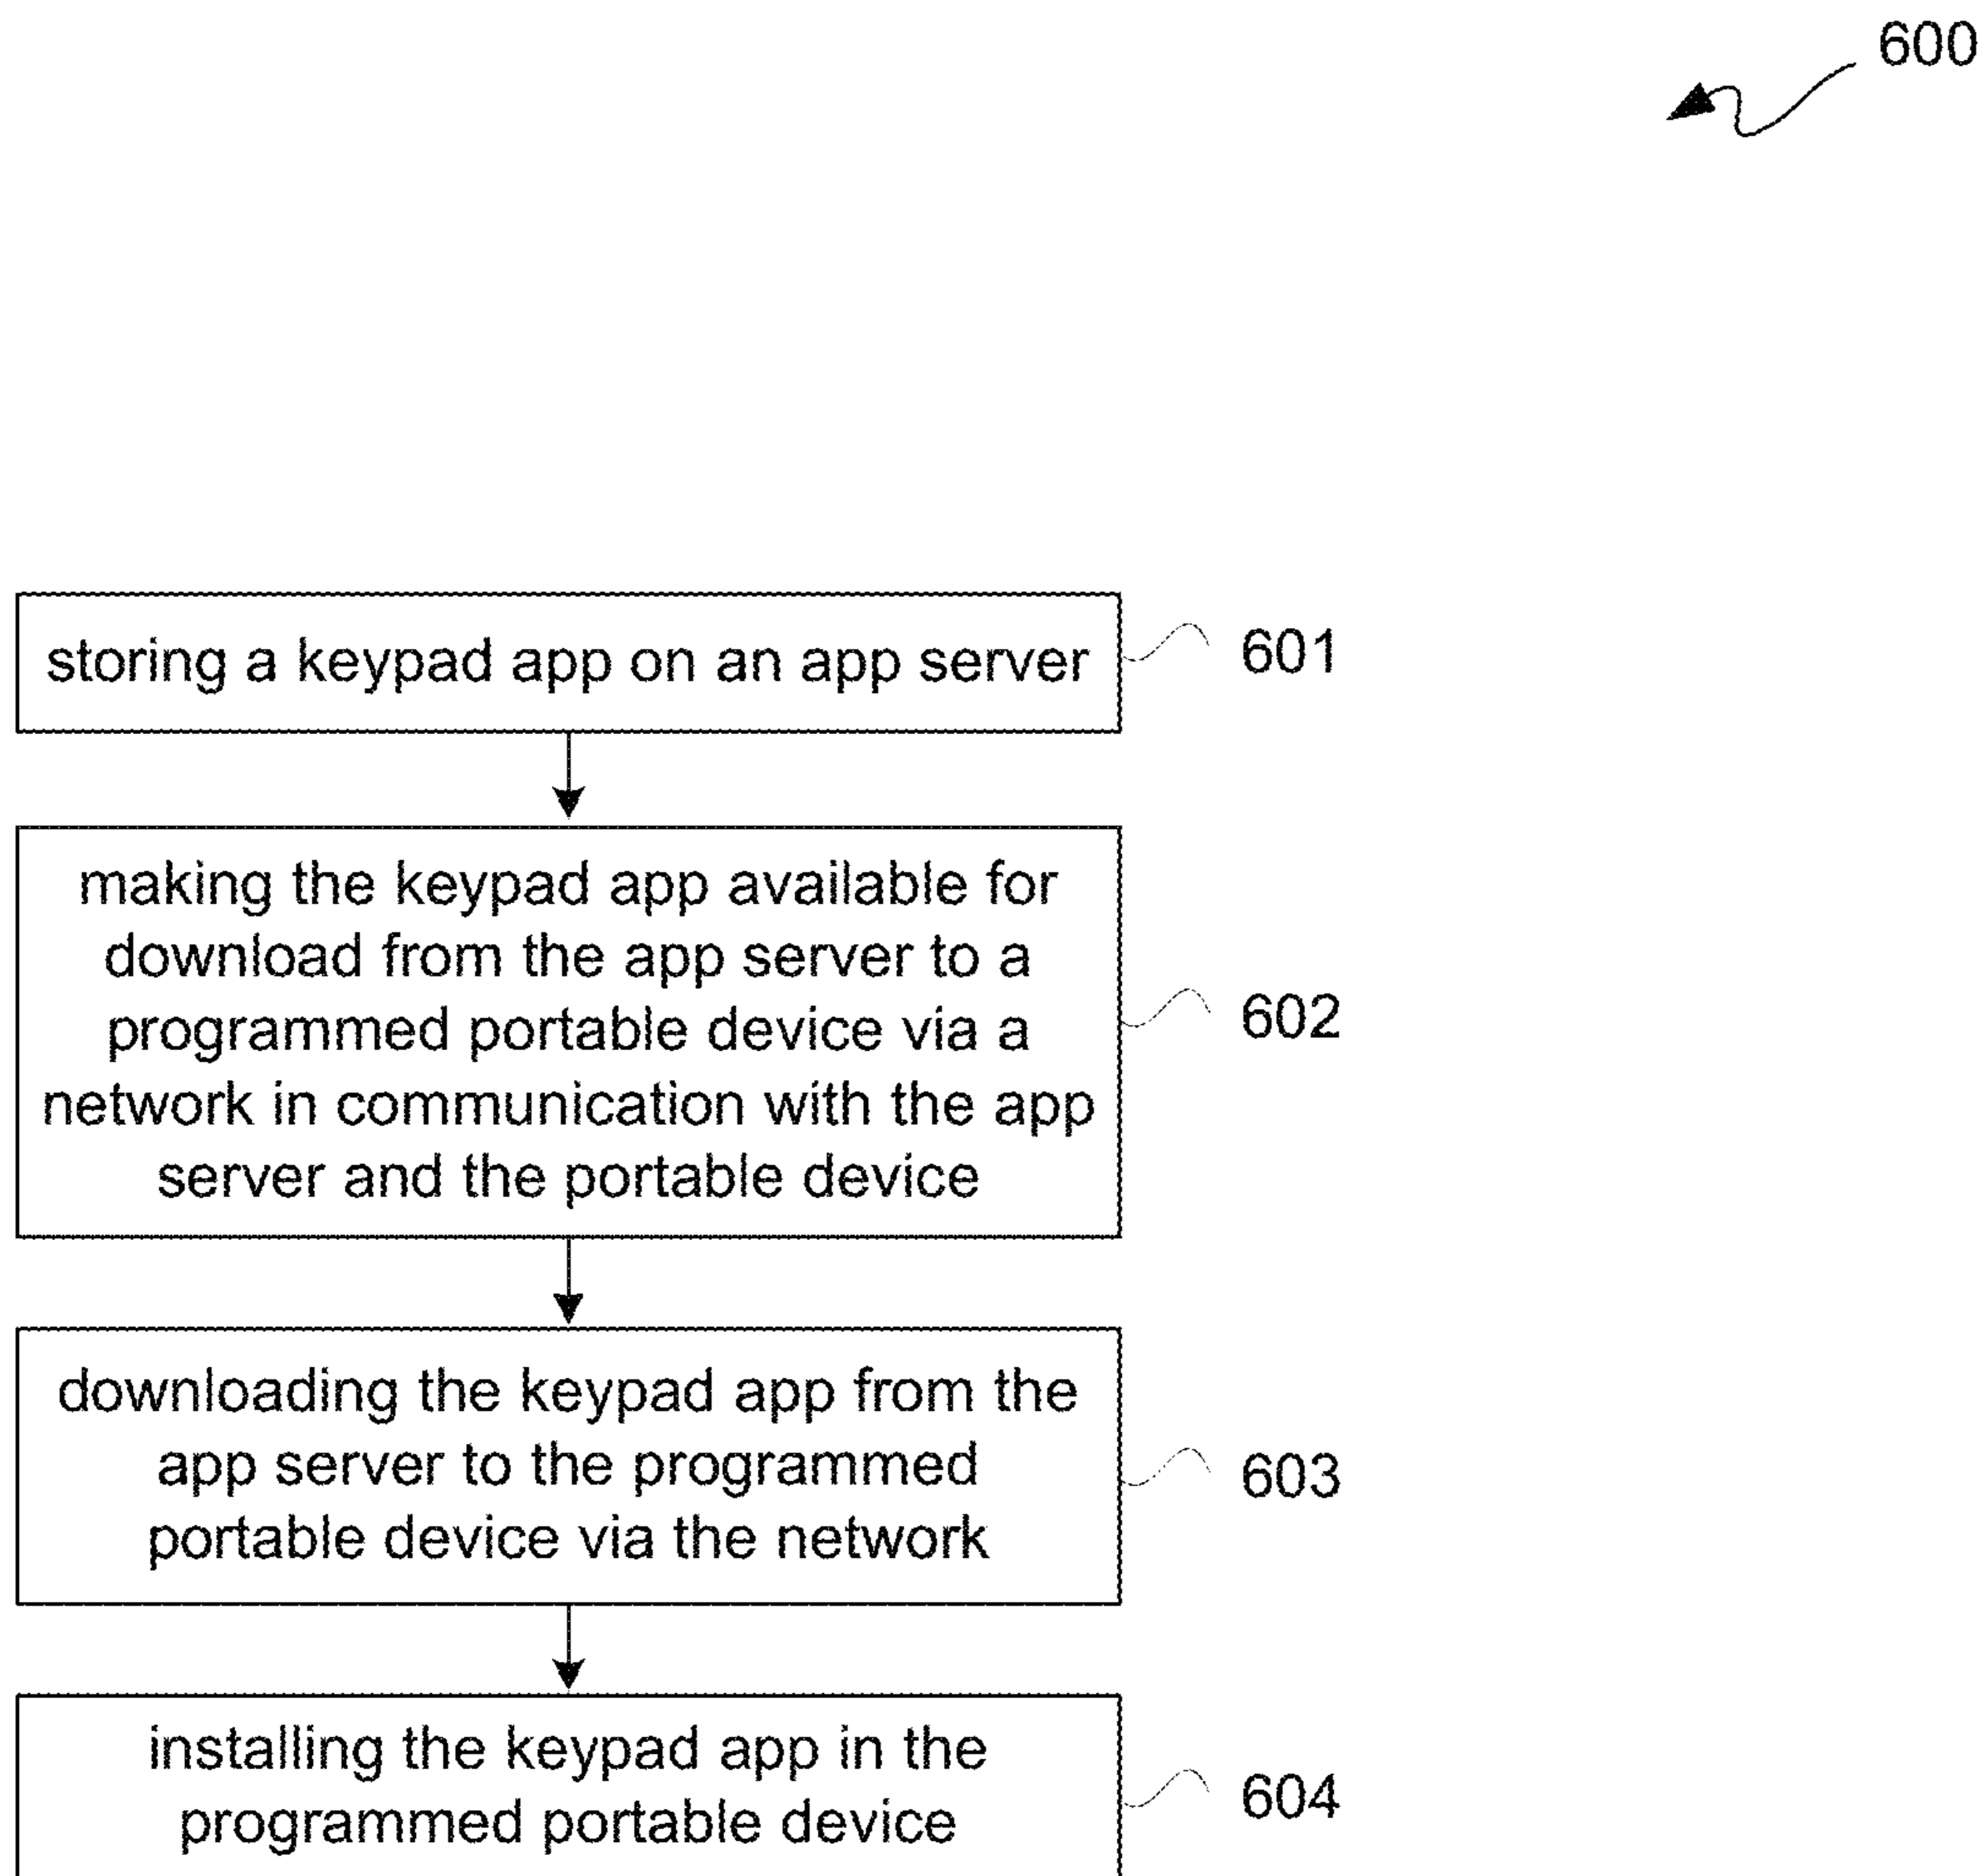 600
storing a keypad app on an app server
601
making the keypad app available for
download from the app server to a
programmed portable device via a
network in communication with the app
server and the portable device
602
downloading the keypad app from the
app server to the programmed
portable device via the network
603
installing the keypad app in the
programmed portable device
604